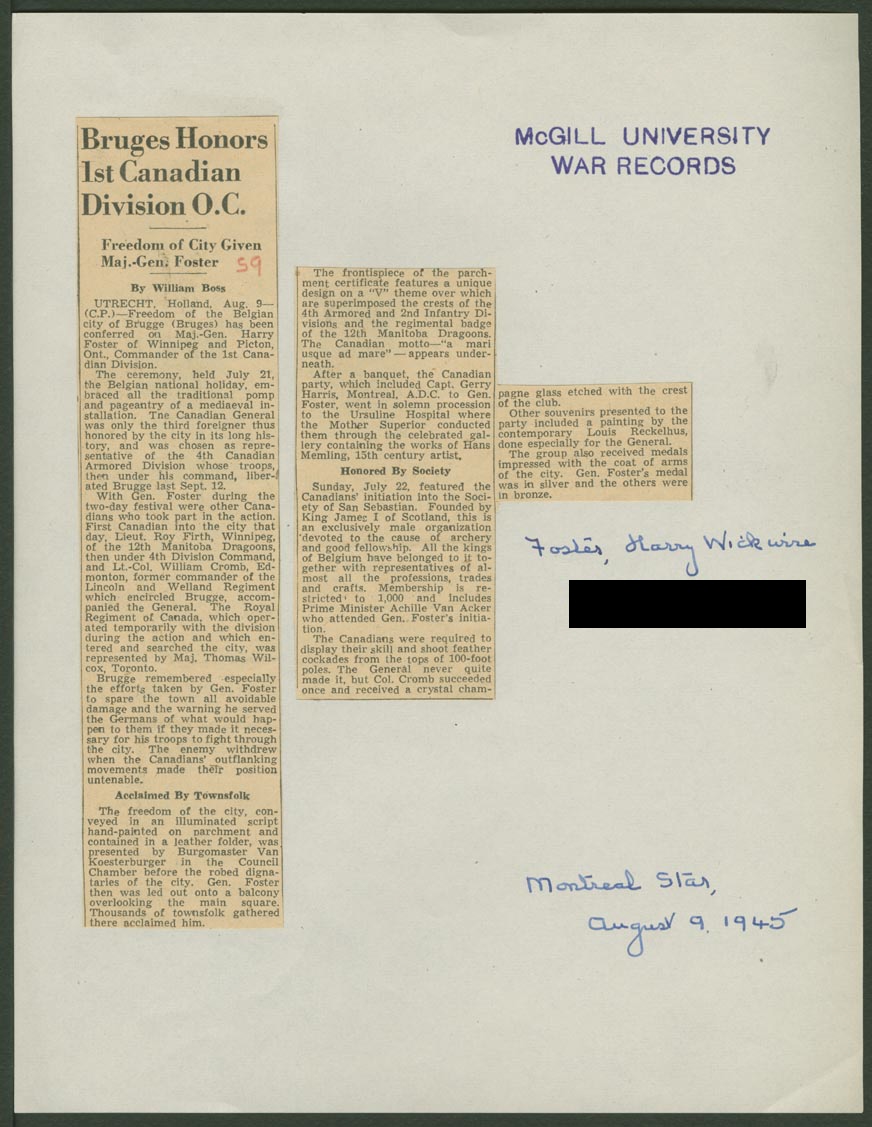 Bruges Honors
1st Canadian
Division O.C.
Freedom of City Given
Maj.-Gen. Foster
59
By William Boss
UTRECHT, Holland, Aug. 9—
(C.P.)—Freedom of the Belgian
city of Brugge (Bruges) has been
conferred on Maj.-Gen. Harry
Foster of Winnipeg and Picton,
Ont., Commander of the 1st Cana-
dian Division.
The ceremony, held July 21,
the Belgian national holiday, em-
braced all the traditional pomp
and pageantry of a mediaeval in-
stallation. The Canadian General
was only the third foreigner thus
honored by the city in its long his-
tory, and was chosen as repre-
sentative of the 4th Canadian
Armored Division whose troops,
then under his command, liber-
ated Brugge last Sept. 12.
With Gen. Foster during the
two-day festival were other Cana-
dians who took part in the action.
First Canadian into the city that
day, Lieut. Roy Firth, Winnipeg,
of the 12th Manitoba Dragoons,
then under 4th Division Command,
and Lt.-Col. William Cromb, Ed-
monton, former commander of the
Lincoln and Welland Regiment
which encircled Brugge, accom-
panied the General. The Royal
Regiment of Canada, which oper-
ated temporarily with the division
during the action and which en-
tered and searched the city, was
represented by Maj. Thomas Wil-
cox, Toronto.
Brugge remembered especially
the efforts taken by Gen. Foster
to spare the town all avoidable
damage and the warning he served
the Germans of what would hap-
pen to them if they made it neces-
sary for his troops to fight through
the city. The enemy withdrew
when the Canadians' outflanking
movements made their position
untenable.
Acclaimed By Townsfolk
The freedom of the city, con-
veyed in an illuminated script
hand-painted on parchment and
contained in a leather folder, was
presented by Burgomaster Van
Koesterburger in the Council
Chamber before the robed digna-
taries of the city. Gen. Foster
then was led out onto a balcony
overlooking the main square.
Thousands of townsfolk gathered
there acclaimed him.
The frontispiece of the parch-
ment certificate features a unique
design on a "V" theme over which
are superimposed the crests of the
4th Armored and 2nd Infantry Di-
visions and the regimental badge
of the 12th Manitoba Dragoons.
The Canadian motto—"a mari
usque ad mare"—appears under-
neath.
After a banquet, the Canadian
party, which included Capt. Gerry
Harris, Montreal, A.D.C. to Gen.
Foster, went in solemn procession
to the Ursuline Hospital where
the Mother Superior conducted
them through the celebrated gal-
lery containing the works of Hans
Memling, 15th century artist.
Honored By Society
Sunday, July 22, featured the
Canadians' initiation into the Soci-
ety of San Sebastian. Founded by
King James I of Scotland, this is
an exclusively male organization
devoted to the cause of archery
and good fellowship. All the kings
of Belgium have belonged to it to-
gether with representatives of al-
most all the professions, trades
and crafts. Membership is re-
stricted to 1,000 and includes
Prime Minister Achille Van Acker
who attended Gen. Foster's initia-
tion.
The Canadians were required to
display their skill and shoot feather
cockades from the tops of 100-foot
poles. The General never quite
made it, but Col. Cromb succeeded
once and received a crystal cham-
pagne glass etched with the crest
of the club.
Other souvenirs presented to the
party included a painting by the
contemporary Louis Reckelhus,
done especially for the General.
The group also received medals
impressed with the coat of arms
of the city. Gen. Foster's medal
was in silver and the others were
in bronze.
McGILL UNIVERSITY
WAR RECORDS
Foster, Harry Wickwire
Montreal Star,
August 9, 1945